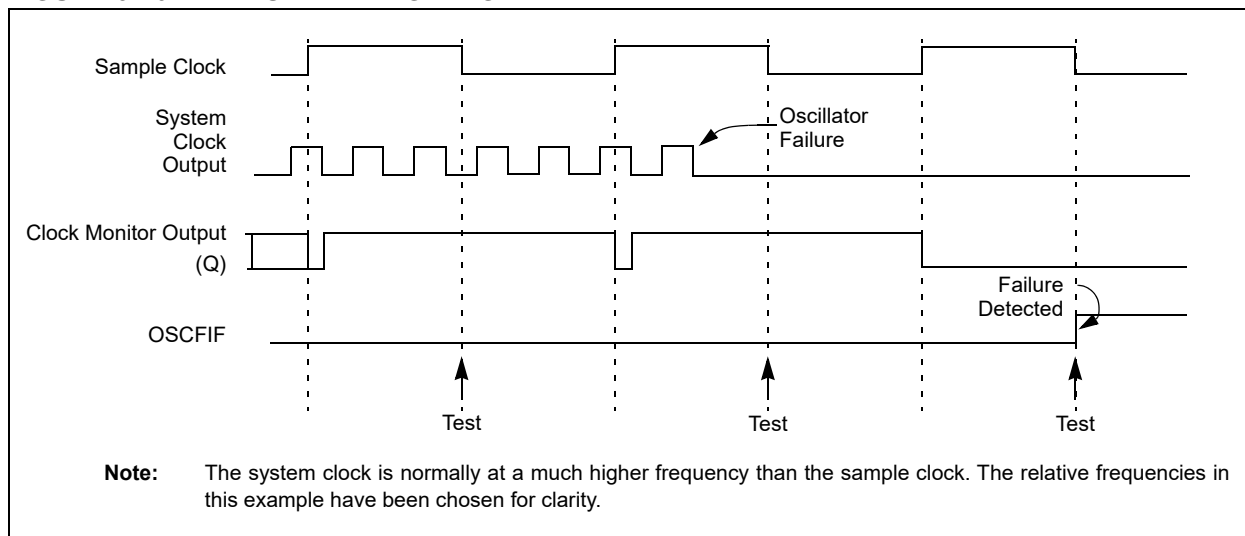 Sample Clock
System
Clock
Output
Oscillator
Failure
Clock Monitor Output
(Q)
Failure
Detected
OSCFIF
Test
Test
Test
Note: The system clock is normally at a much higher frequency than the sample clock. The relative frequencies in
this example have been chosen for clarity.